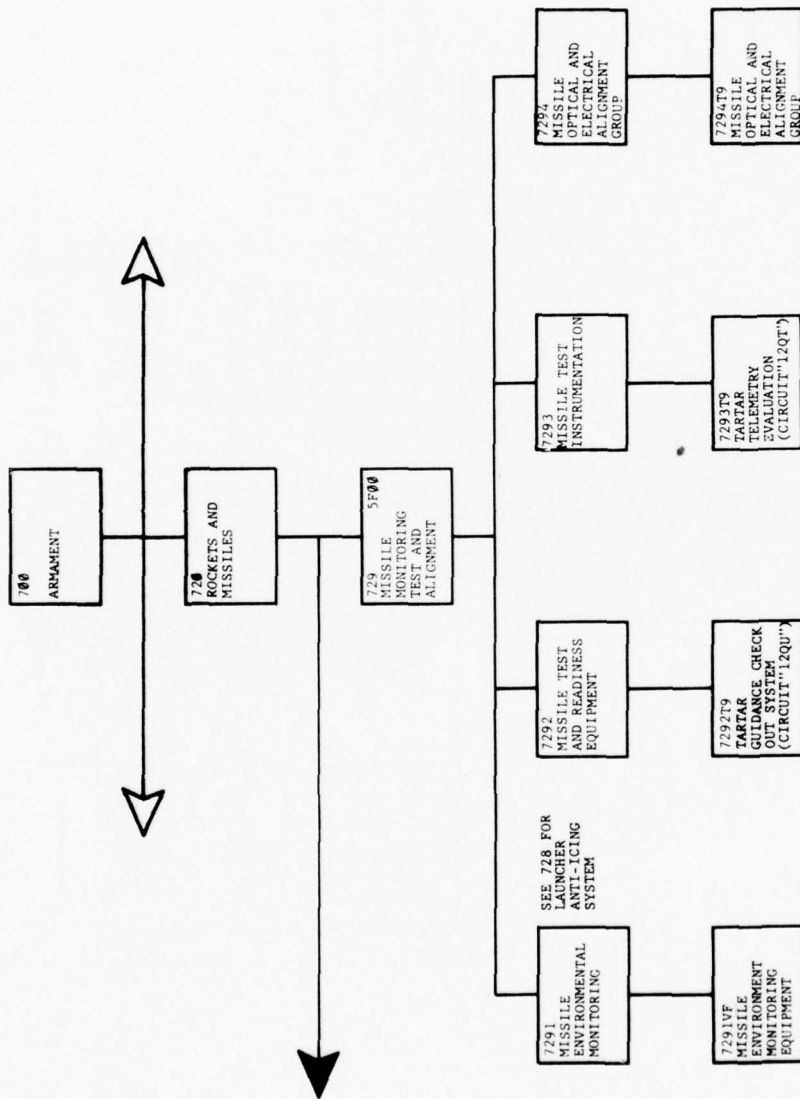 700
ARMAMENT
720
ROCKETS AND
MISSILES
729 5F00
MISSILE
MONITORING
TEST AND
ALIGNMENT
7291
MISSILE
ENVIRONMENTAL
MONITORING
SEE 728 FOR
LAUNCHER
ANTI-ICING
SYSTEM
7292
MISSILE TEST
AND READINESS
EQUIPMENT
7293
MISSILE TEST
INSTRUMENTATION
7294
MISSILE
OPTICAL AND
ELECTRICAL
ALIGNMENT
GROUP
7291VF
MISSILE
ENVIRONMENT
MONITORING
EQUIPMENT
7292T9
TARTAR
GUIDANCE CHECK
OUT SYSTEM
(CIRCUIT"12QU")
7293T9
TARTAR
TELEMETRY
EVALUATION
(CIRCUIT"12QT")
7294T9
MISSILE
OPTICAL AND
ELECTRICAL
ALIGNMENT
GROUP